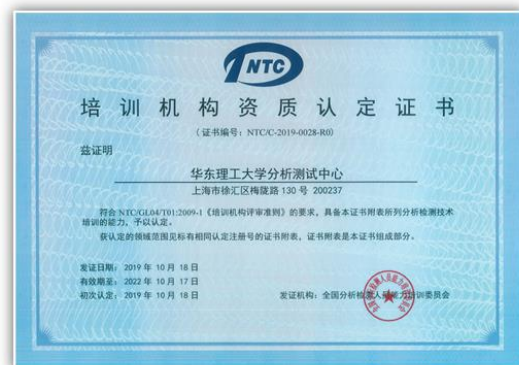 NTC
培训机构资质认定证书
(证书编号：NTC/C-2019-0028-R0)
兹证明
华东理工大学分析测试中心
上海市徐汇区梅陇路 130 号 200237
符合 NTC/GL04/T01:2009-1《培训机构评审准则》的要求，具备本证书附表所列分析检测技术
培训的能力，予以认定。
获认定的领域范围见标有相同认定注册号的证书附表，证书附表是本证书组成部分。
发证日期：2019 年 10 月 18 日
有效期至：2022 年 10 月 17 日
初次认定：2019 年 10 月 18 日
发证机构：全国分析检测人员能力培训委员会